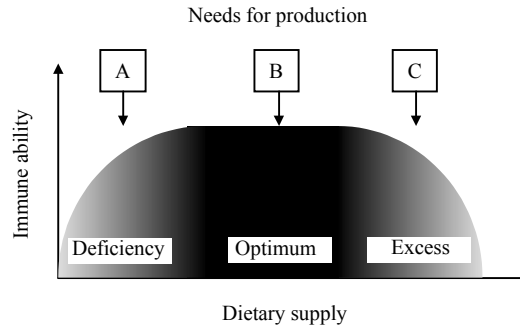 Needs for production
A
B
C
Immune ability
Deficiency
Optimum
Excess
Dietary supply